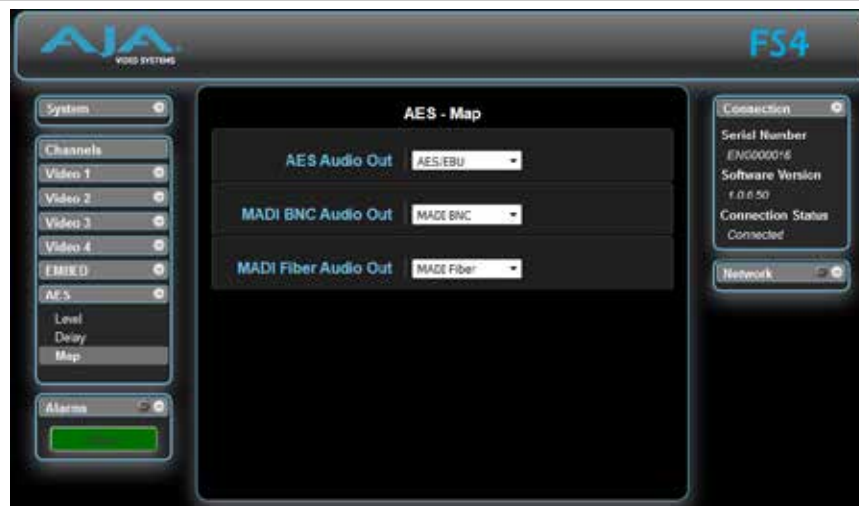 AJA
VIDEO SYSTEMS
FS4
System
Channels
Video 1
Video 2
Video 3
Video 4
EMBED
AES
Level
Delay
Map
Alarms
AES - Map
AES Audio Out
AES/EBU
MADI BNC Audio Out
MADI BNC
MADI Fiber Audio Out
MADI Fiber
Connection
Serial Number
ENG000016
Software Version
1.0.6.50
Connection Status
Connected
Network